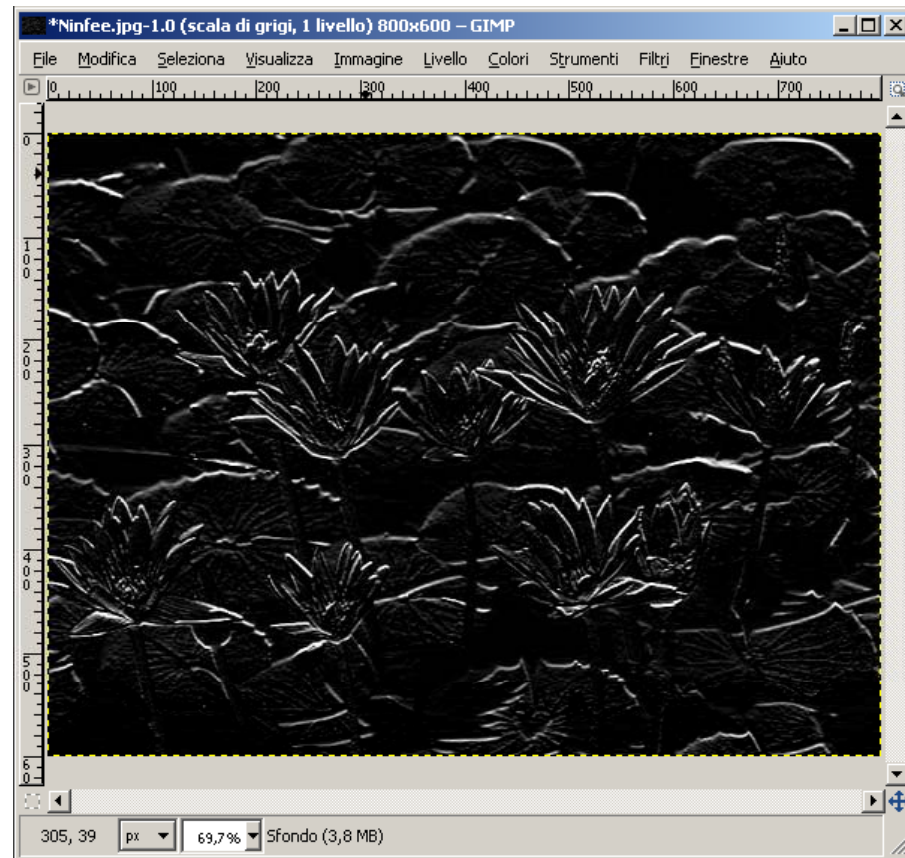 *Ninfee.jpg-1.0 (scala di grigi, 1 livello) 800x600 – GIMP
File Modifica Seleziona Visualizza Immagine Livello Colori Strumenti Filtri Finestre Aiuto
0 100 200 300 400 500 600 700
0
100
200
300
400
500
60
305, 39 px 69,7% Sfondo (3,8 MB)